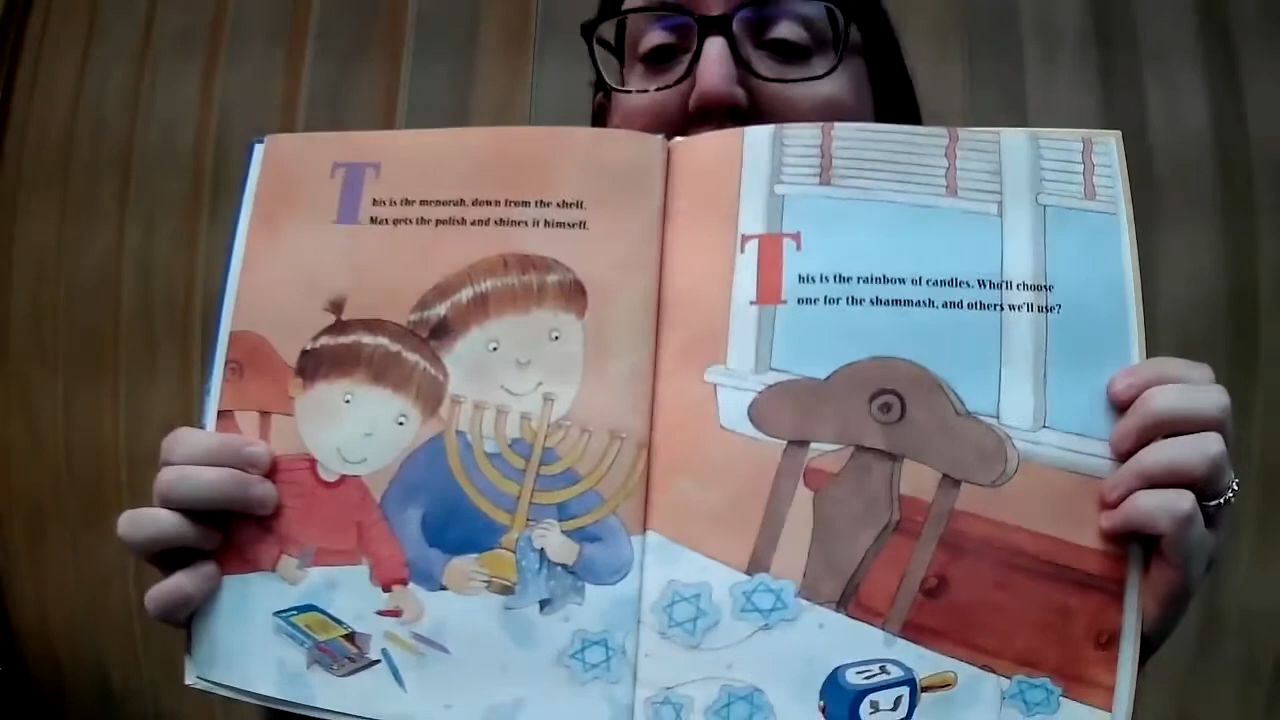 This is the menorah, down from the shelf.
Max gets the polish and shines it himself.
This is the rainbow of candles. Who'll choose
one for the shammash, and others we'll use?